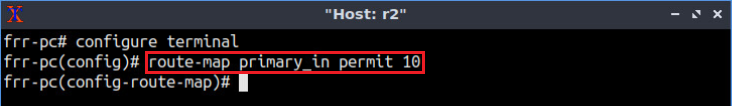 "Host: r2"
frr-pc# configure terminal
frr-pc(config)# route-map primary_in permit 10
frr-pc(config-route-map)#